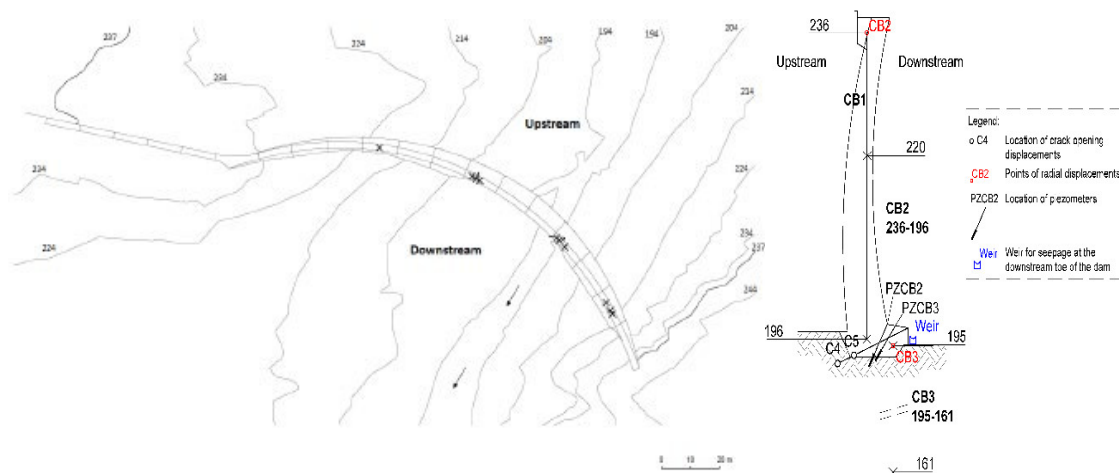 237
224
214
204
194
194
204
234
214
Upstream
224
234
Downstream
234
237
224
244
0 10 20 m
236
CB2
Upstream
Downstream
CB1
220
CB2
236-196
PZCB2
PZCB3
Weir
196
C4
C5
195
CB3
CB3
195-161
161
Legend:
C4 Location of crack opening
displacements
CB2 Points of radial displacements
PZCB2 Location of piezometers
Weir Weir for seepage at the
downstream toe of the dam